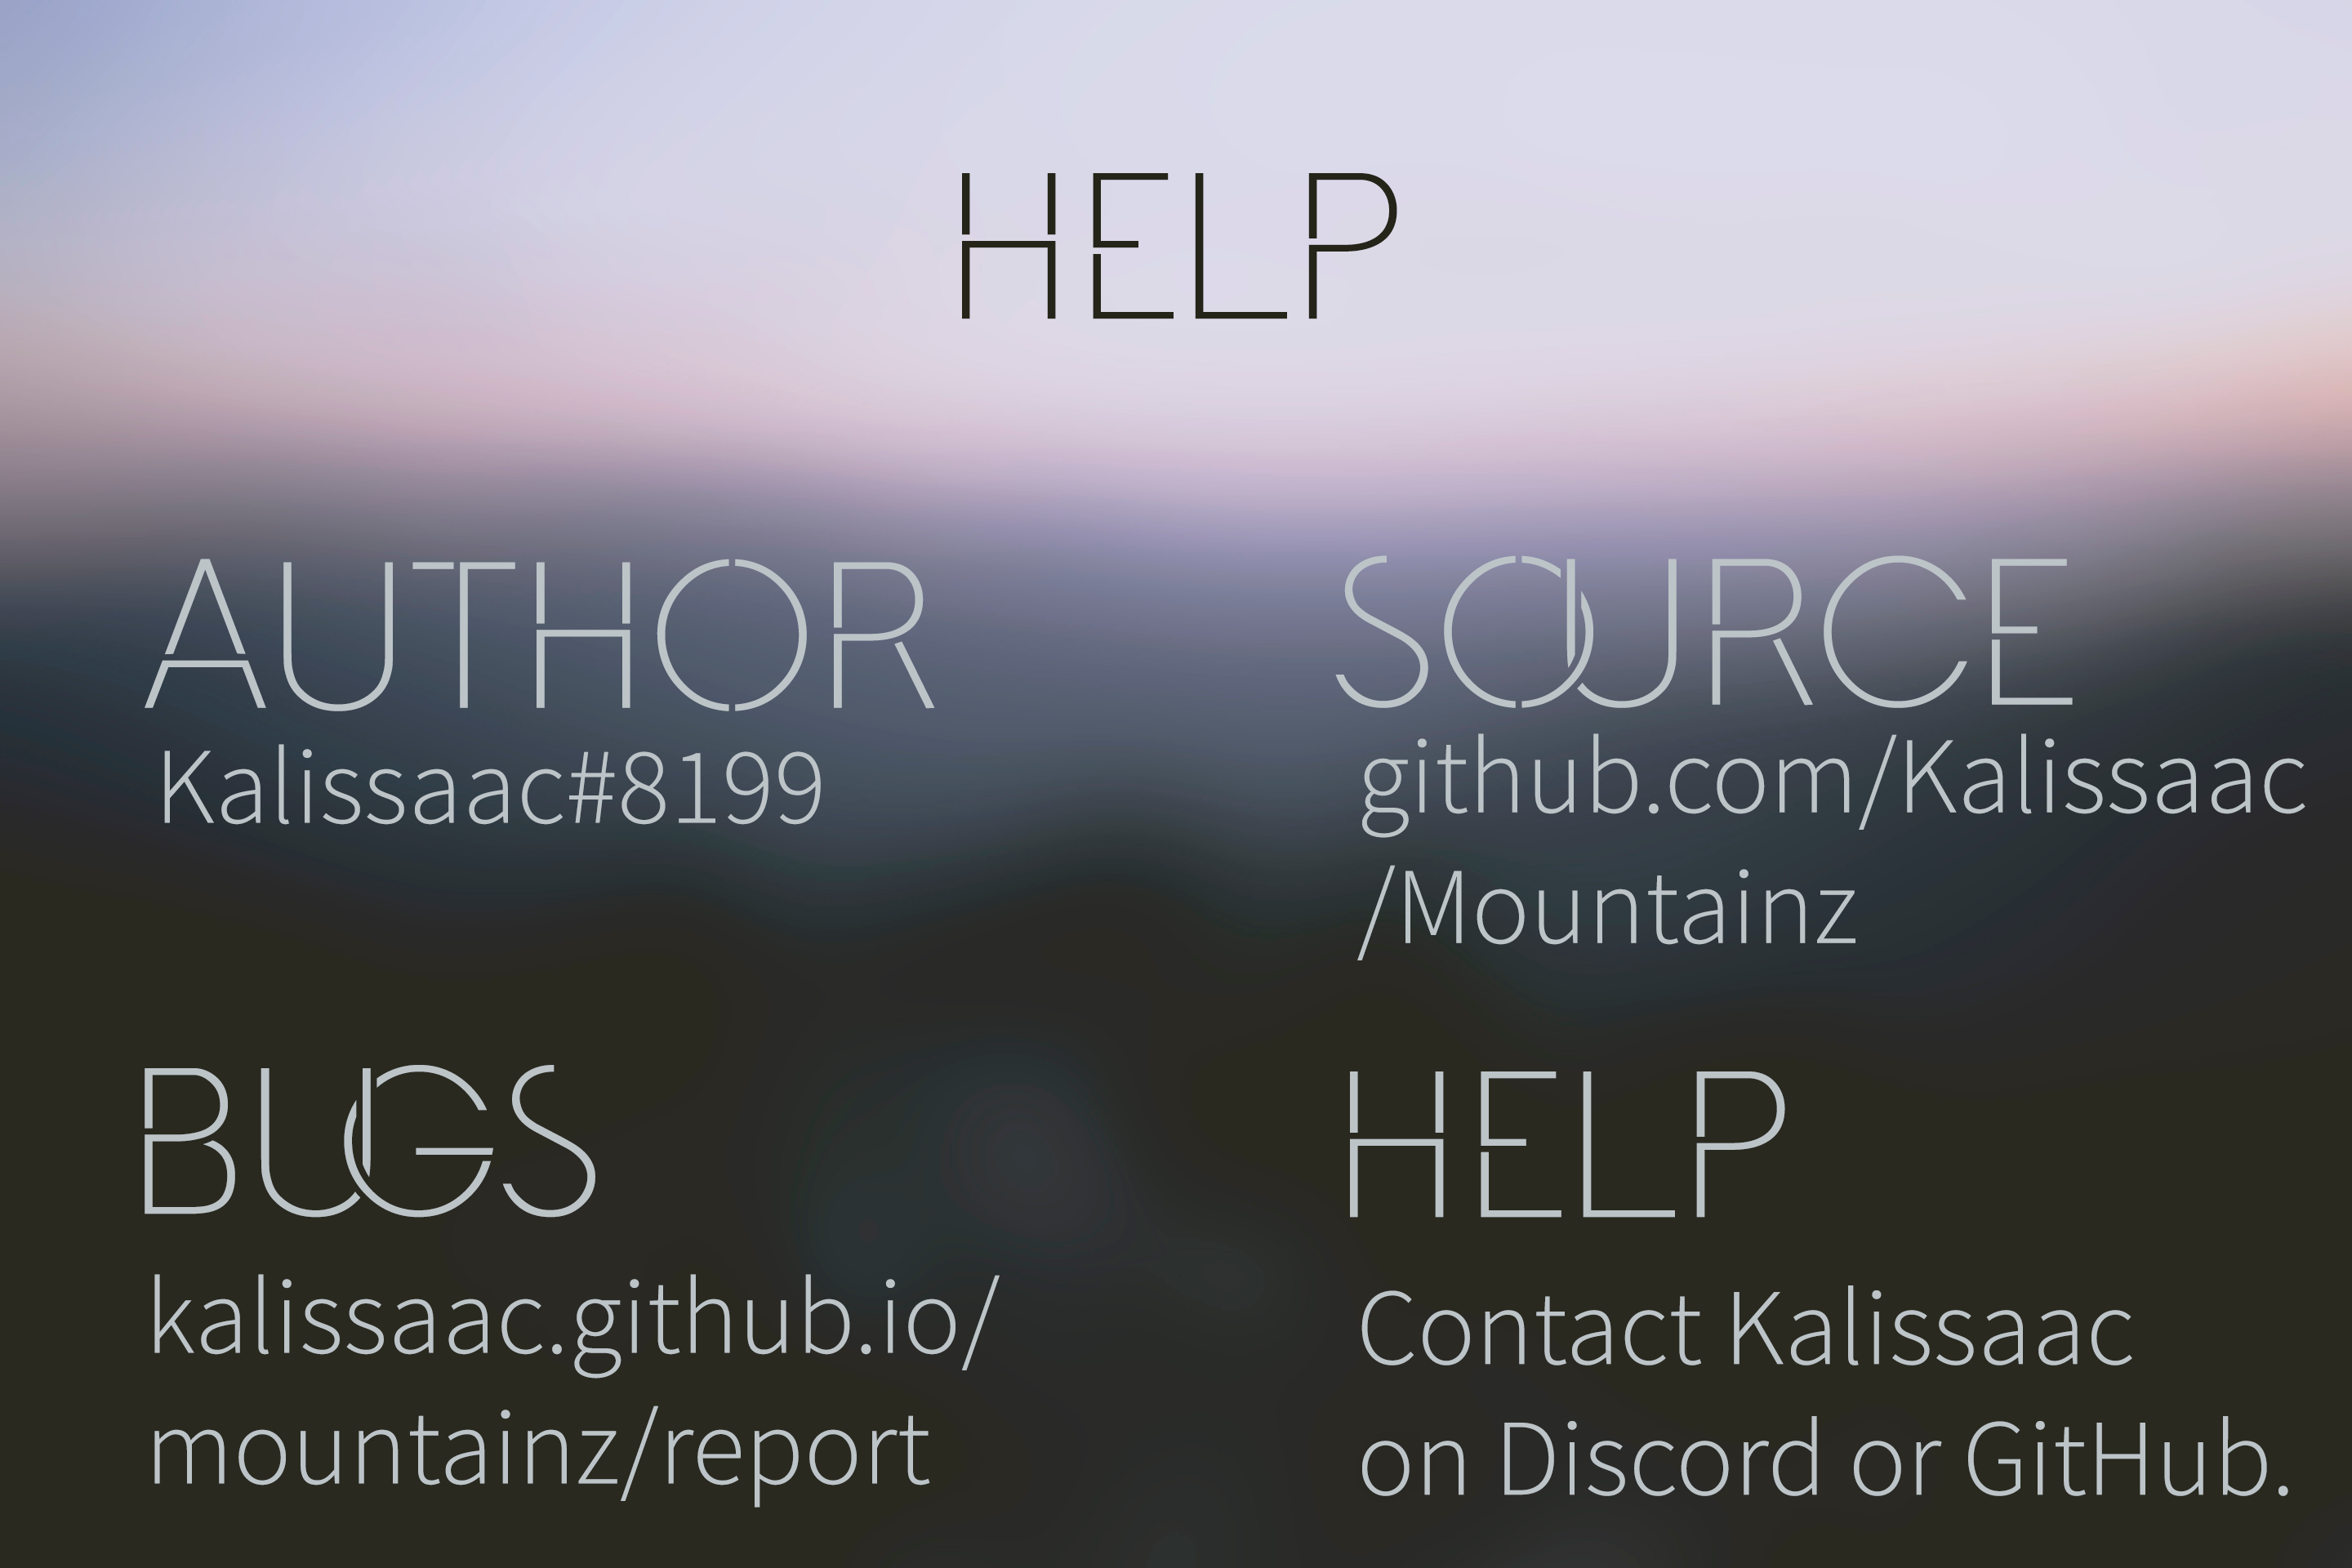 HELP
AUTHOR
Kalissaac#8199
SOURCE
github.com/Kalissaac
/Mountainz
BUGS
kalissaac.github.io/
mountainz/report
HELP
Contact Kalissaac
on Discord or GitHub.